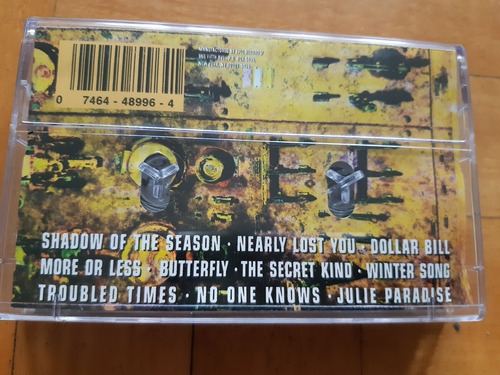 0 7464-48996-4
SHADOW OF THE SEASON · NEARLY LOST YOU · DOLLAR BILL
MORE OR LESS · BUTTERFLY · THE SECRET KIND · WINTER SONG
TROUBLED TIMES · NO ONE KNOWS · JULIE PARADISE